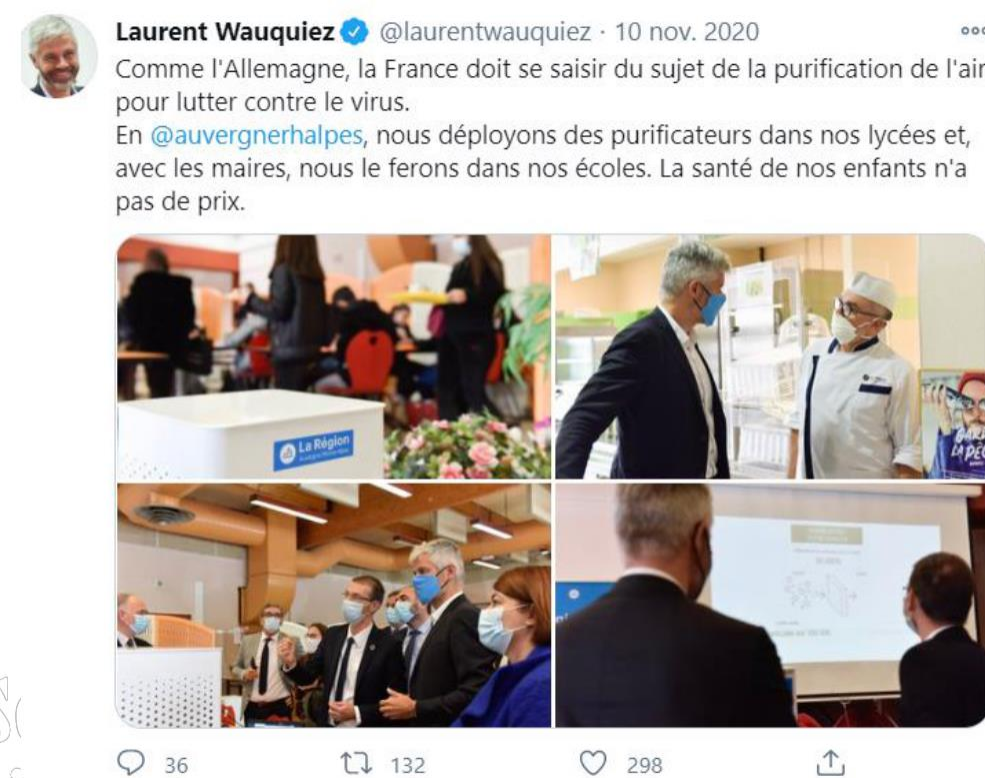 Laurent Wauquiez @laurentwauquiez · 10 nov. 2020
Comme l'Allemagne, la France doit se saisir du sujet de la purification de l'air
pour lutter contre le virus.
En @auvergnerhalpes, nous déployons des purificateurs dans nos lycées et,
avec les maires, nous le ferons dans nos écoles. La santé de nos enfants n'a
pas de prix.
La Région
36 132 298